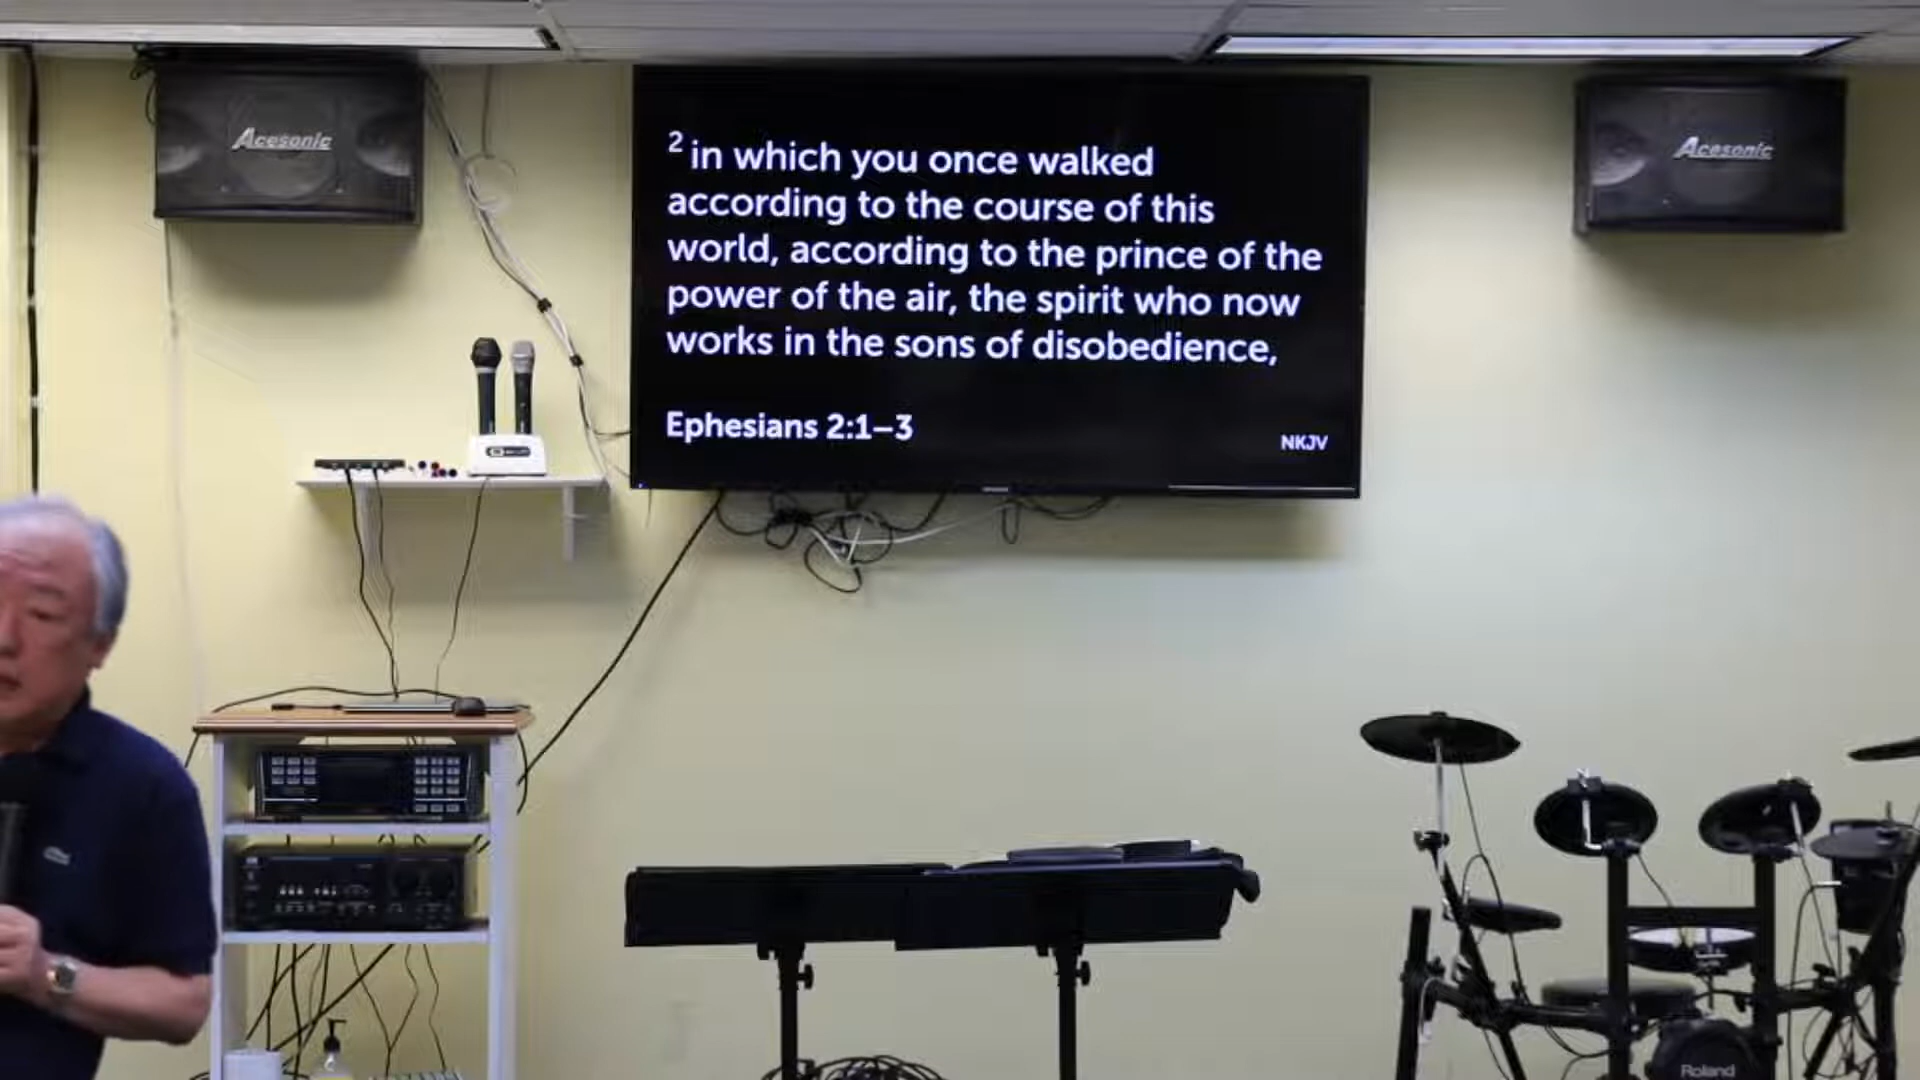 Acesonic
Acesonic
2 in which you once walked
according to the course of this
world, according to the prince of the
power of the air, the spirit who now
works in the sons of disobedience,
Ephesians 2:1–3
NKJV
Roland